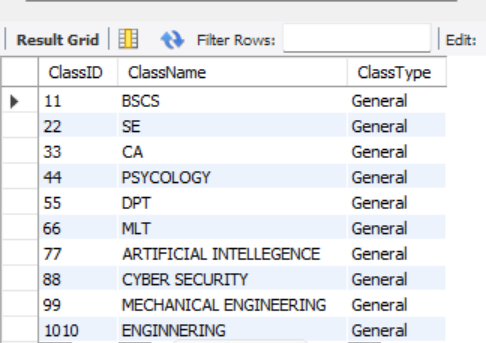 Result Grid Filter Rows: Edit:
ClassID ClassName ClassType
11 BSCS General
22 SE General
33 CA General
44 PSYCOLOGY General
55 DPT General
66 MLT General
77 ARTIFICIAL INTELLEGENCE General
88 CYBER SECURITY General
99 MECHANICAL ENGINEERING General
1010 ENGINNERING General